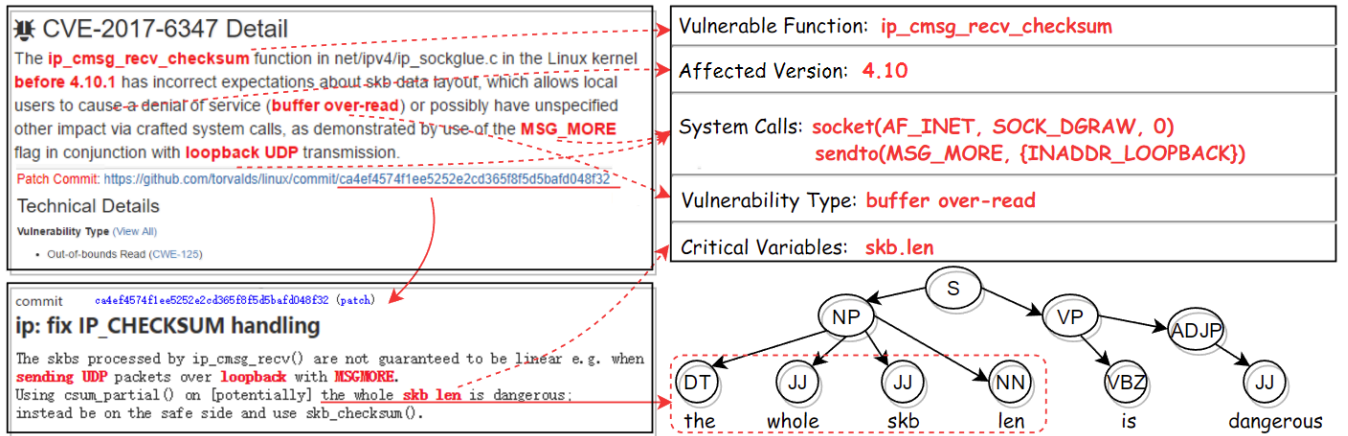 CVE-2017-6347 Detail
The ip_cmsg_recv_checksum function in net/ipv4/ip_sockglue.c in the Linux kernel
before 4.10.1 has incorrect expectations about skb data layout, which allows local
users to cause a denial of service (buffer over-read) or possibly have unspecified
other impact via crafted system calls, as demonstrated by use of the MSG_MORE
flag in conjunction with loopback UDP transmission.
Patch Commit: https://github.com/torvalds/linux/commit/ca4ef4574f1ee5252e2cd365f8f5d5bafd048f32
Technical Details
Vulnerability Type (View All)
• Out-of-bounds Read (CWE-125)
commit ca4ef4574f1ee5252e2cd365f8f5d5bafd048f32 (patch)
ip: fix IP_CHECKSUM handling
The skbs processed by ip_cmsg_recv() are not guaranteed to be linear e.g. when
sending UDP packets over loopback with MSGMORE.
Using csum_partial() on [potentially] the whole skb len is dangerous;
instead be on the safe side and use skb_checksum().
Vulnerable Function: ip_cmsg_recv_checksum
Affected Version: 4.10
System Calls: socket(AF_INET, SOCK_DGRAW, 0)
sendto(MSG_MORE, {INADDR_LOOPBACK})
Vulnerability Type: buffer over-read
Critical Variables: skb.len
S
NP VP
ADJP
DT JJ JJ NN VBZ JJ
the whole skb len is dangerous